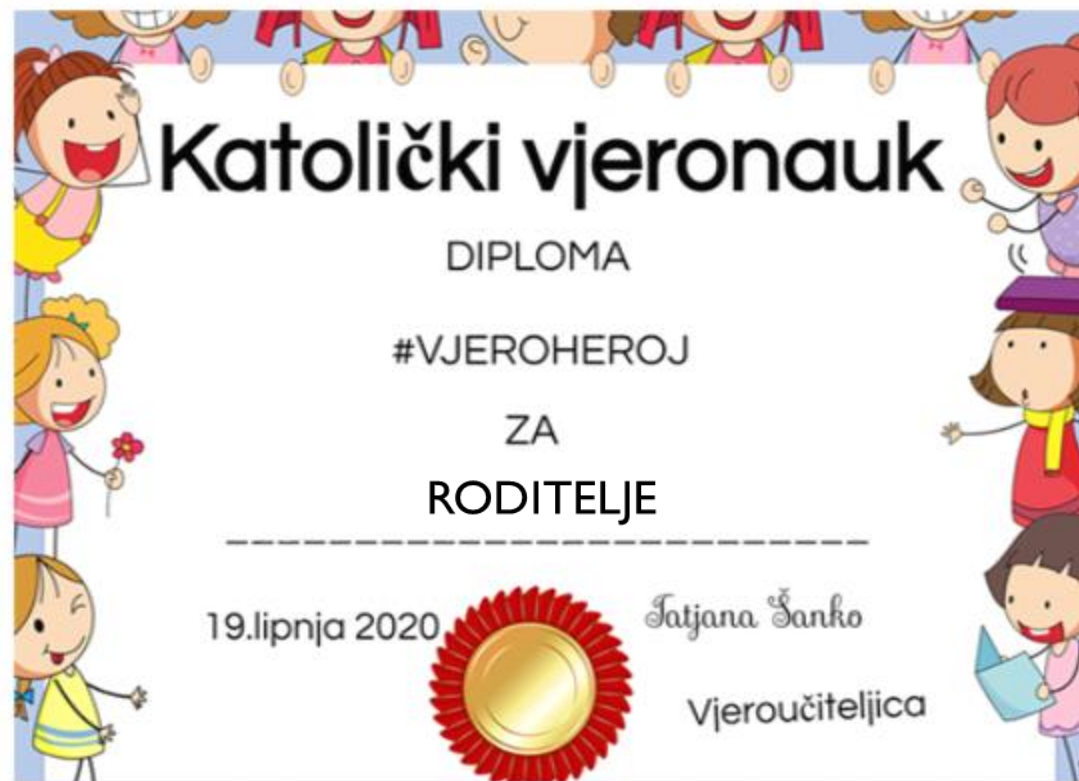 Katolički vjeronauk
DIPLOMA
#VJEROHEROJ
ZA
RODITELJE
19.lipnja 2020
Tatjana Šanko
Vjeroučiteljica